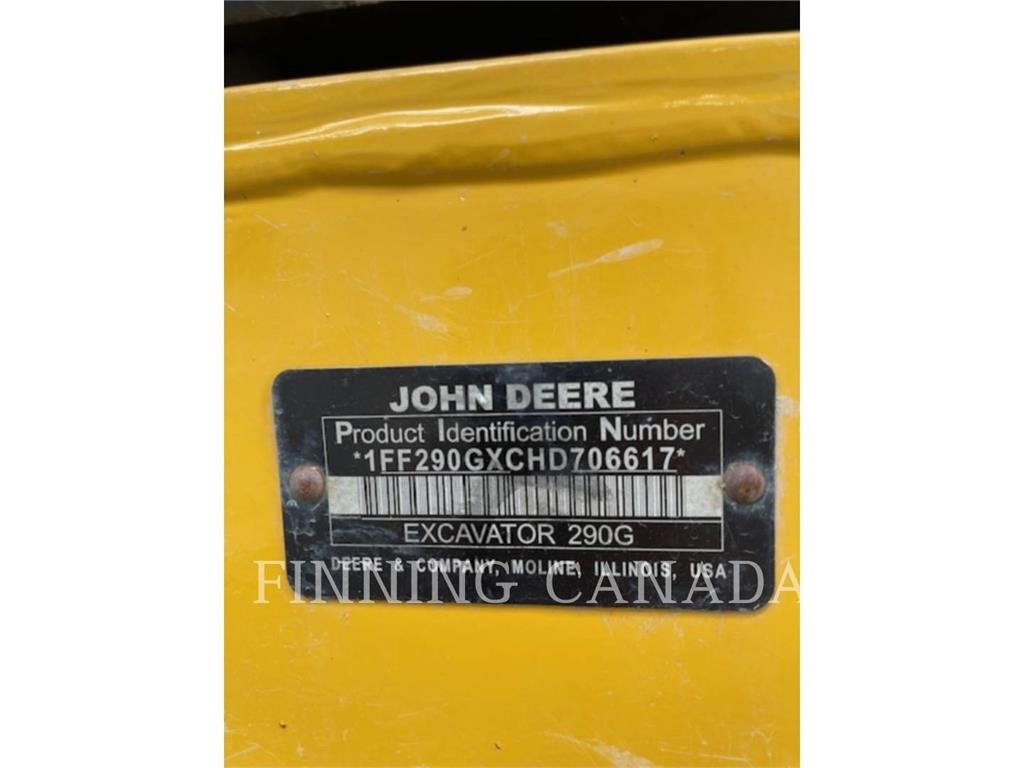 JOHN DEERE
Product Identification Number
*1FF290GXCHD706617*
EXCAVATOR 290G
DEERE & COMPANY, MOLINE, ILLINOIS, USA
FINNING CANADA